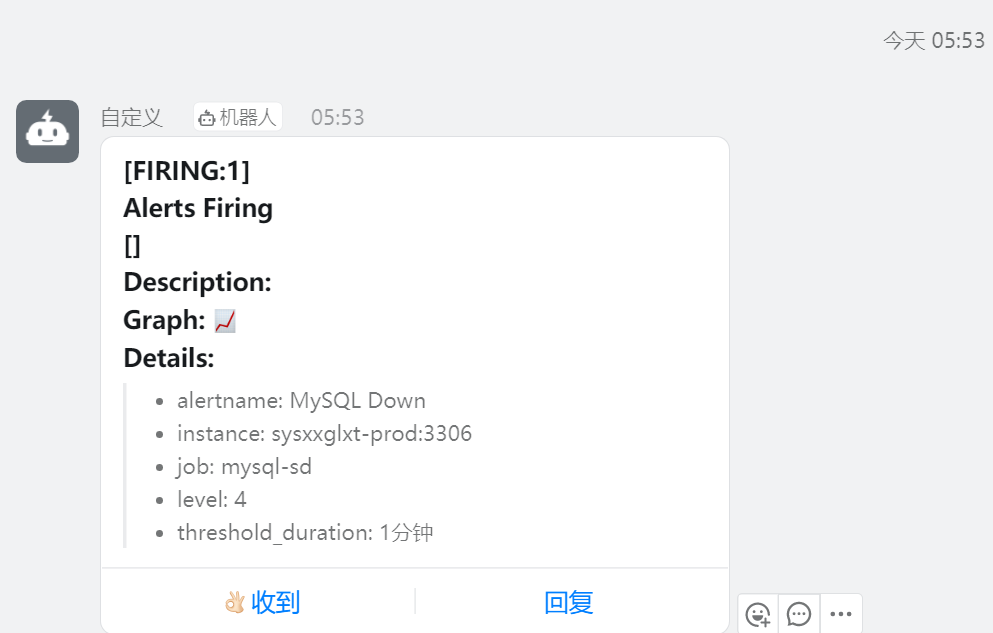 今天 05:53
自定义 机器人 05:53
[FIRING:1]
Alerts Firing
[]
Description:
Graph: 📈
Details:
• alertname: MySQL Down
• instance: sysxxglxt-prod:3306
• job: mysql-sd
• level: 4
• threshold_duration: 1分钟
👌🏻收到 回复